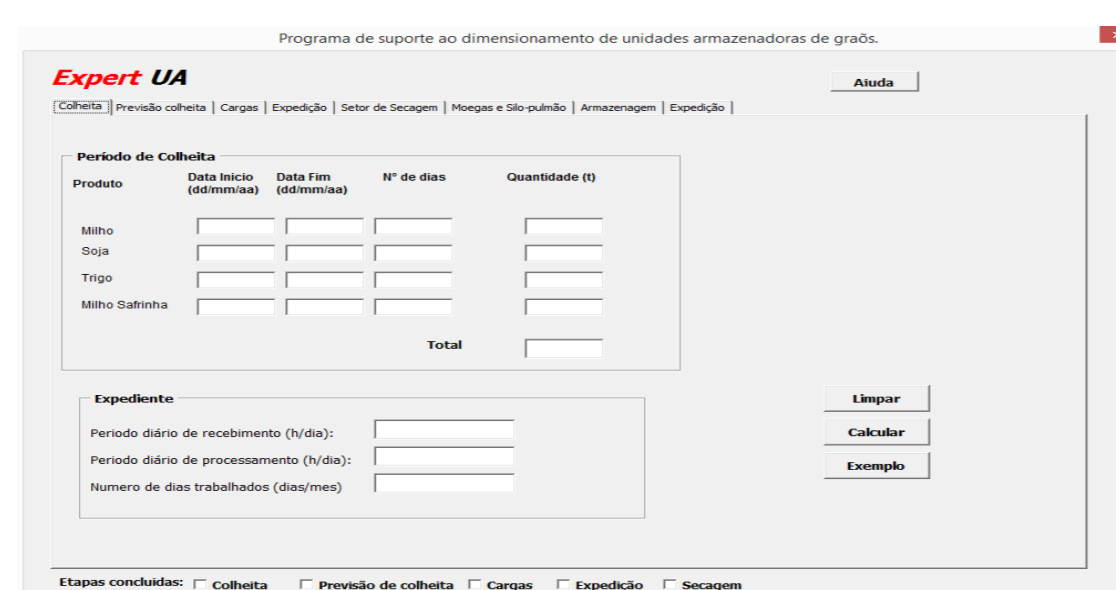 Programa de suporte ao dimensionamento de unidades armazenadoras de graõs.
Expert UA
Aiuda
Colheita | Previsão colheita | Cargas | Expedição | Setor de Secagem | Moegas e Silo-pulmão | Armazenagem | Expedição |
Período de Colheita
Produto
Data Inicio (dd/mm/aa)
Data Fim (dd/mm/aa)
Nº de dias
Quantidade (t)
Milho
Soja
Trigo
Milho Safrinha
Total
Expediente
Periodo diário de recebimento (h/dia):
Periodo diário de processamento (h/dia):
Numero de dias trabalhados (dias/mes)
Limpar
Calcular
Exemplo
Etapas concluidas: Colheita Previsão de colheita Cargas Expedição Secagem